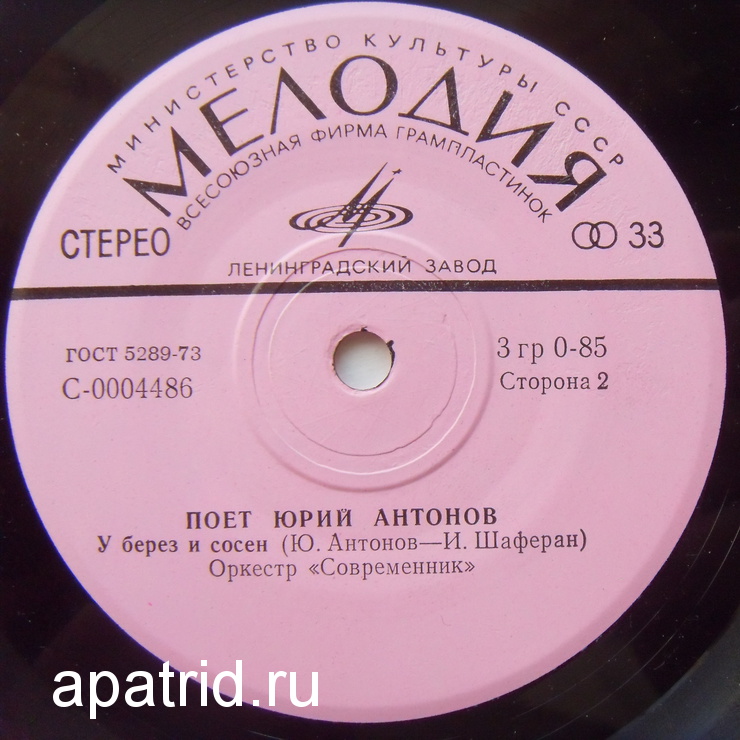 МИНИСТЕРСТВО КУЛЬТУРЫ СССР
МЕЛОДИЯ
ВСЕСОЮЗНАЯ ФИРМА ГРАМПЛАСТИНОК
СТЕРЕО
33
ЛЕНИНГРАДСКИЙ ЗАВОД
ГОСТ 5289-73
3 гр 0-85
С-0004486
Сторона 2
ПОЕТ ЮРИЙ АНТОНОВ
У берез и сосен (Ю. Антонов—И. Шаферан)
Оркестр «Современник»
apatrid.ru